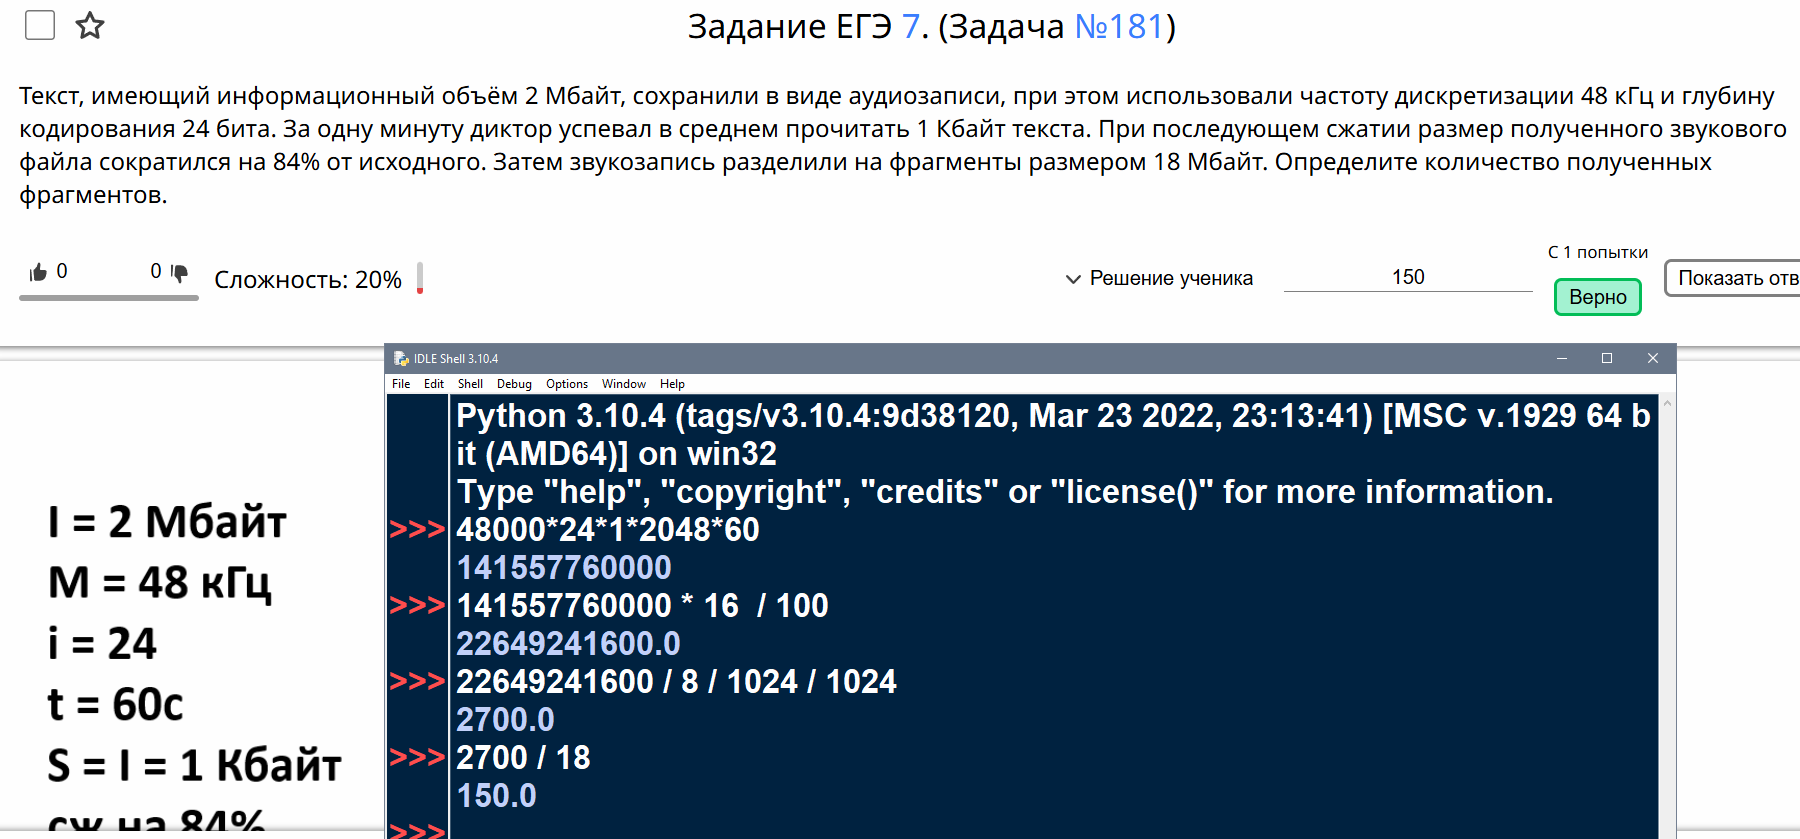 Задание ЕГЭ 7. (Задача №181)
Текст, имеющий информационный объём 2 Мбайт, сохранили в виде аудиозаписи, при этом использовали частоту дискретизации 48 кГц и глубину
кодирования 24 бита. За одну минуту диктор успевал в среднем прочитать 1 Кбайт текста. При последующем сжатии размер полученного звукового
файла сократился на 84% от исходного. Затем звукозапись разделили на фрагменты размером 18 Мбайт. Определите количество полученных
фрагментов.
0 0 Сложность: 20%
Решение ученика
150
С 1 попытки
Верно
Показать отв
IDLE Shell 3.10.4
File Edit Shell Debug Options Window Help
Python 3.10.4 (tags/v3.10.4:9d38120, Mar 23 2022, 23:13:41) [MSC v.1929 64 b
it (AMD64)] on win32
Type "help", "copyright", "credits" or "license()" for more information.
>>> 48000*24*1*2048*60
141557760000
>>> 141557760000 * 16  / 100
22649241600.0
>>> 22649241600 / 8 / 1024 / 1024
2700.0
>>> 2700 / 18
150.0
>>>
I = 2 Мбайт
M = 48 кГц
i = 24
t = 60с
S = I = 1 Кбайт
сж на 84%